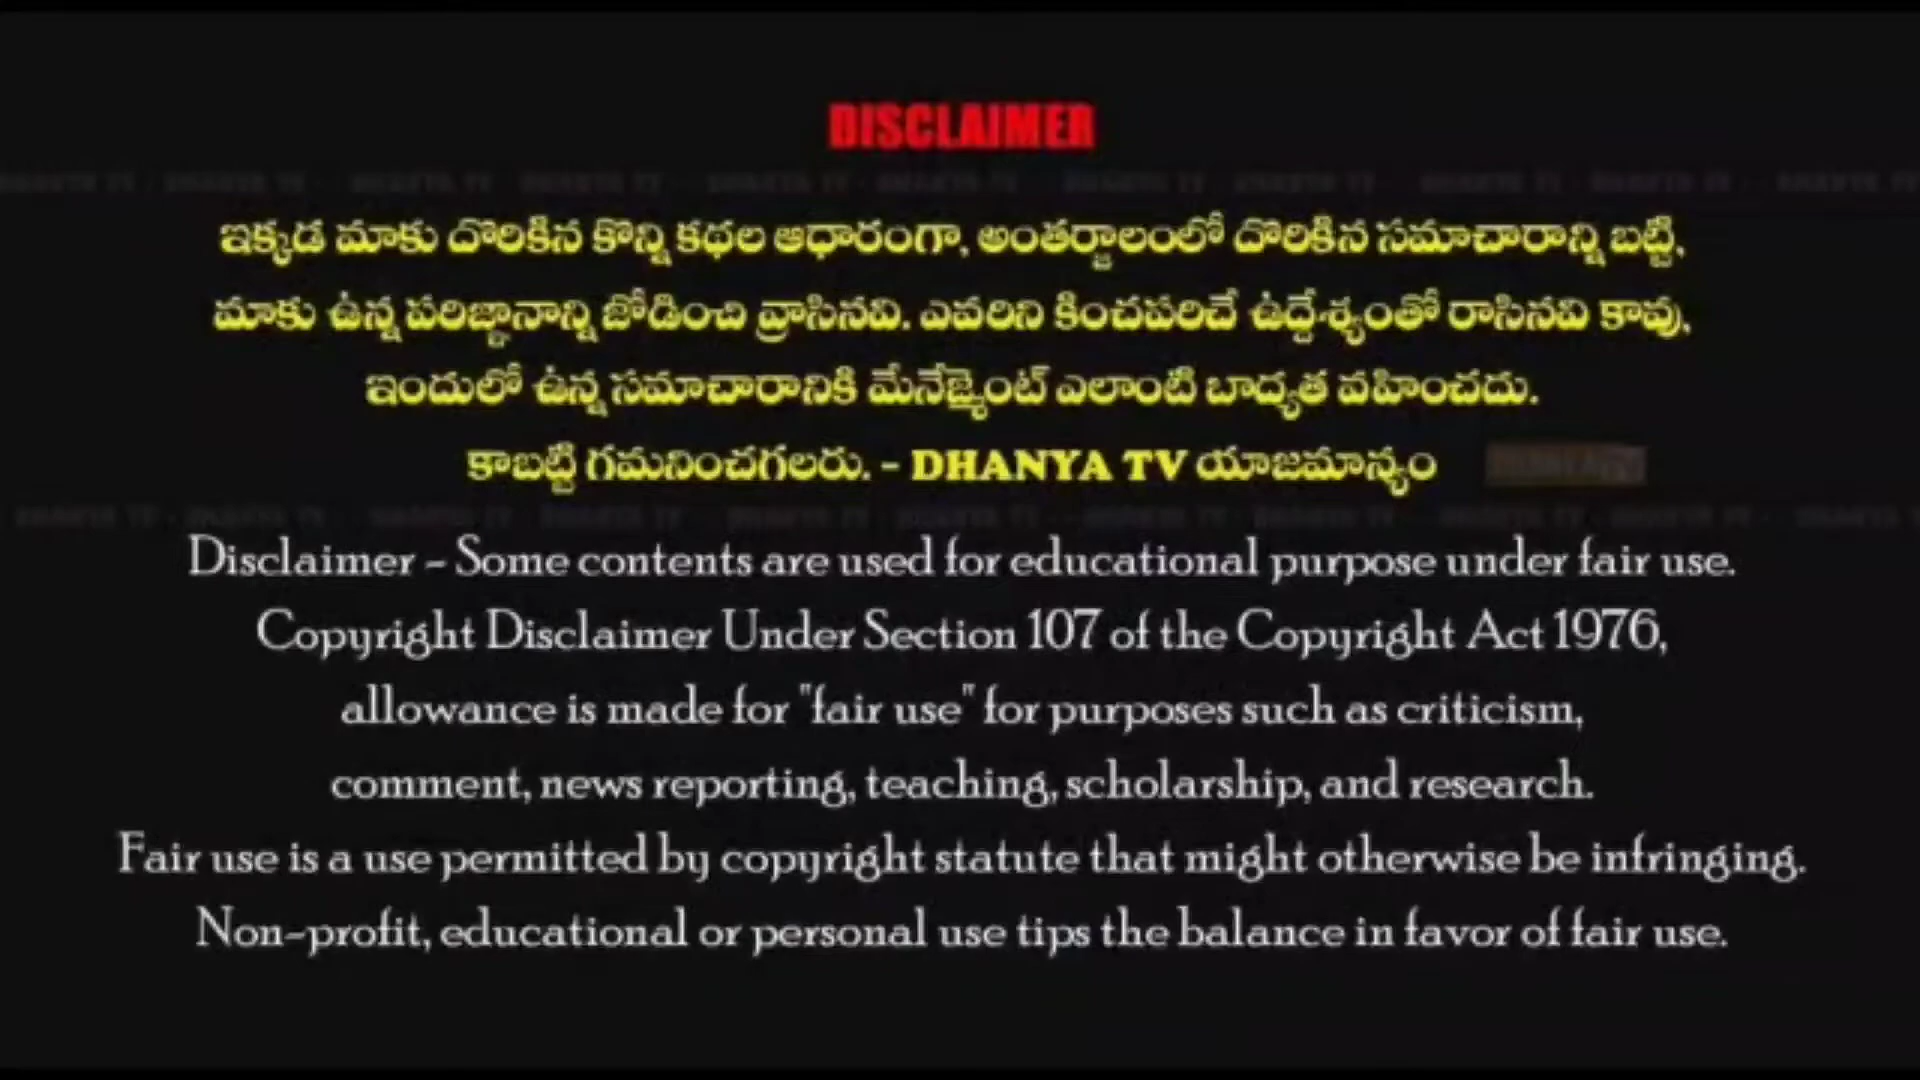 DISCLAIMER
ఇక్కడ మాకు దొరికిన కొన్ని కథల ఆధారంగా, అంతర్జాలంలో దొరికిన సమాచారాన్ని బట్టి,
మాకు ఉన్న పరిజ్ఞానాన్ని జోడించి వ్రాసినవి. ఎవరిని కించపరిచే ఉద్దేశ్యంతో రాసినవి కావు,
ఇందులో ఉన్న సమాచారానికి మేనేజ్మెంట్ ఎలాంటి బాద్యత వహించదు.
కాబట్టి గమనించగలరు. - DHANYA TV యాజమాన్యం
Disclaimer - Some contents are used for educational purpose under fair use.
Copyright Disclaimer Under Section 107 of the Copyright Act 1976,
allowance is made for "fair use" for purposes such as criticism,
comment, news reporting, teaching, scholarship, and research.
Fair use is a use permitted by copyright statute that might otherwise be infringing.
Non-profit, educational or personal use tips the balance in favor of fair use.